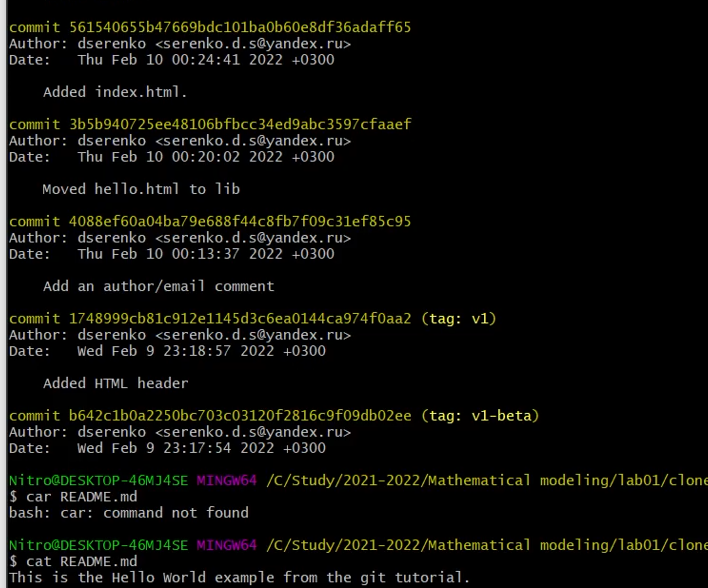 commit 561540655b47669bdc101ba0b60e8df36adaff65
Author: dserenko <serenko.d.s@yandex.ru>
Date:   Thu Feb 10 00:24:41 2022 +0300
    Added index.html.
commit 3b5b940725ee48106bfbcc34ed9abc3597cfaaef
Author: dserenko <serenko.d.s@yandex.ru>
Date:   Thu Feb 10 00:20:02 2022 +0300
    Moved hello.html to lib
commit 4088ef60a04ba79e688f44c8fb7f09c31ef85c95
Author: dserenko <serenko.d.s@yandex.ru>
Date:   Thu Feb 10 00:13:37 2022 +0300
    Add an author/email comment
commit 1748999cb81c912e1145d3c6ea0144ca974f0aa2 (tag: v1)
Author: dserenko <serenko.d.s@yandex.ru>
Date:   Wed Feb 9 23:18:57 2022 +0300
    Added HTML header
commit b642c1b0a2250bc703c03120f2816c9f09db02ee (tag: v1-beta)
Author: dserenko <serenko.d.s@yandex.ru>
Date:   Wed Feb 9 23:17:54 2022 +0300
Nitro@DESKTOP-46MJ4SE MINGW64 /C/Study/2021-2022/Mathematical modeling/lab01/clone
$ car README.md
bash: car: command not found
Nitro@DESKTOP-46MJ4SE MINGW64 /C/Study/2021-2022/Mathematical modeling/lab01/clone
$ cat README.md
This is the Hello World example from the git tutorial.